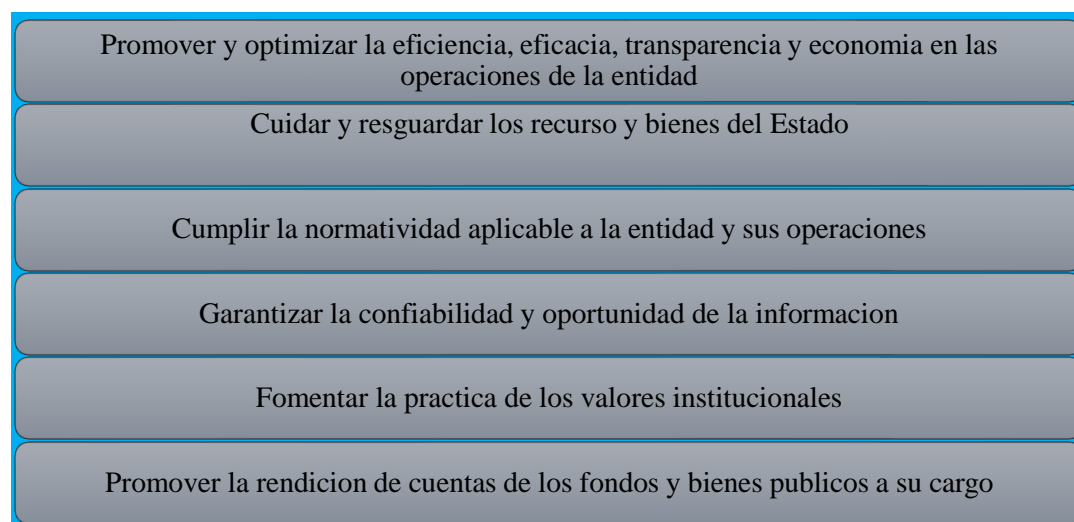 Promover y optimizar la eficiencia, eficacia, transparencia y economia en las
operaciones de la entidad
Cuidar y resguardar los recurso y bienes del Estado
Cumplir la normatividad aplicable a la entidad y sus operaciones
Garantizar la confiabilidad y oportunidad de la informacion
Fomentar la practica de los valores institucionales
Promover la rendicion de cuentas de los fondos y bienes publicos a su cargo